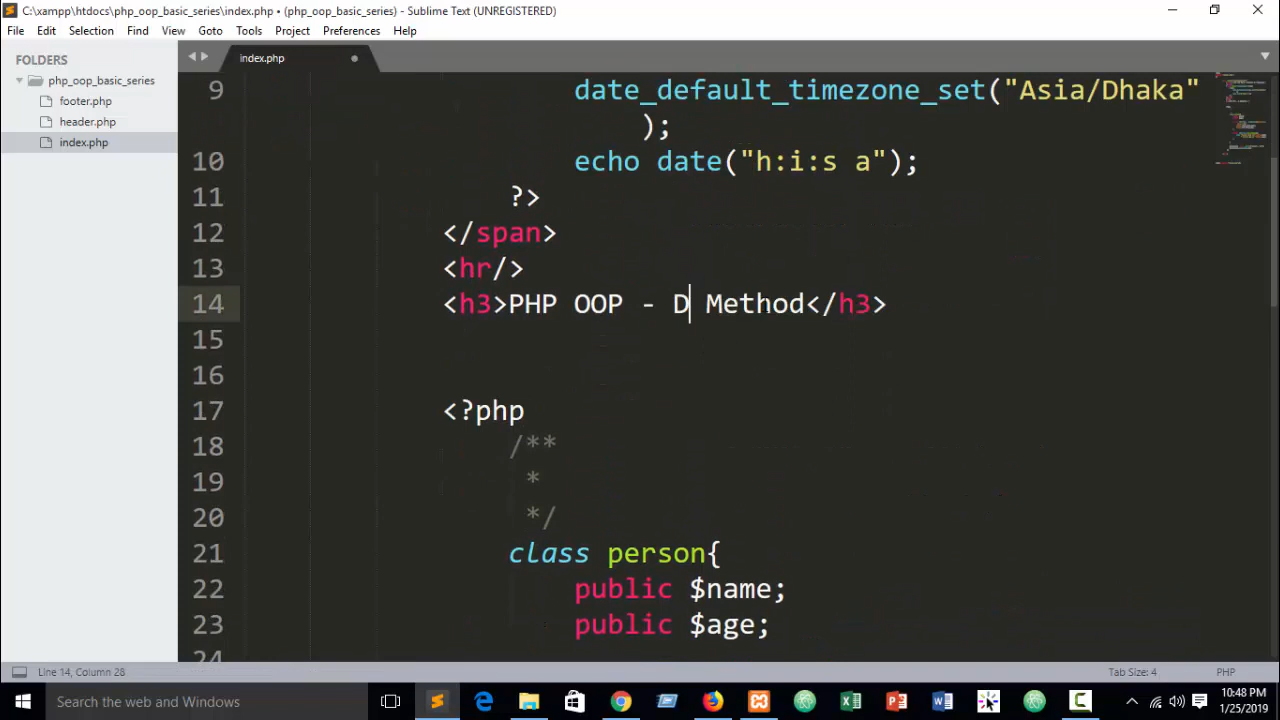 C:\xampp\htdocs\php_oop_basic_series\index.php • (php_oop_basic_series) - Sublime Text (UNREGISTERED)
File Edit Selection Find View Goto Tools Project Preferences Help
FOLDERS
php_oop_basic_series
footer.php
header.php
index.php
index.php
9 date_default_timezone_set("Asia/Dhaka"
);
10 echo date("h:i:s a");
11 ?>
12 </span>
13 <hr/>
14 <h3>PHP OOP - D Method</h3>
15
16
17 <?php
18 /**
19 *
20 */
21 class person{
22 public $name;
23 public $age;
24
Line 14, Column 28
Tab Size: 4
PHP
Search the web and Windows
10:48 PM
1/25/2019